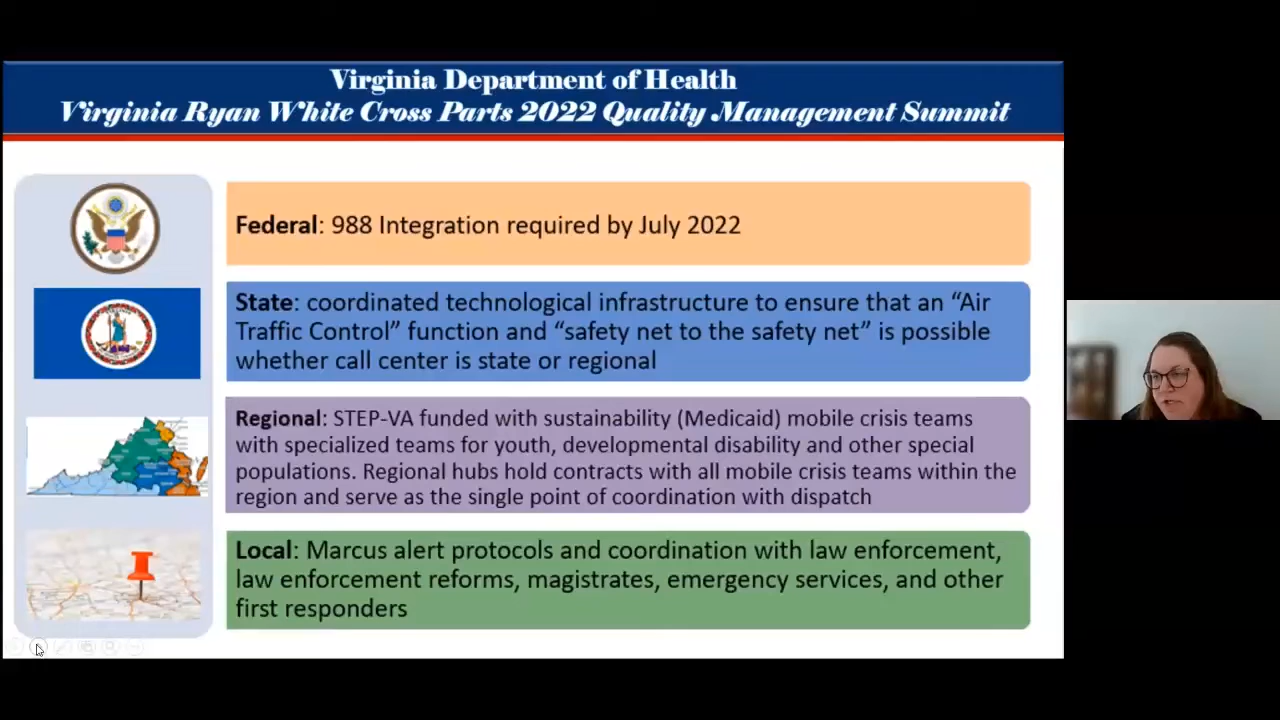 Virginia Department of Health
Virginia Ryan White Cross Parts 2022 Quality Management Summit
Federal: 988 Integration required by July 2022
State: coordinated technological infrastructure to ensure that an “Air
Traffic Control” function and “safety net to the safety net” is possible
whether call center is state or regional
Regional: STEP-VA funded with sustainability (Medicaid) mobile crisis teams
with specialized teams for youth, developmental disability and other special
populations. Regional hubs hold contracts with all mobile crisis teams within the
region and serve as the single point of coordination with dispatch
Local: Marcus alert protocols and coordination with law enforcement,
law enforcement reforms, magistrates, emergency services, and other
first responders